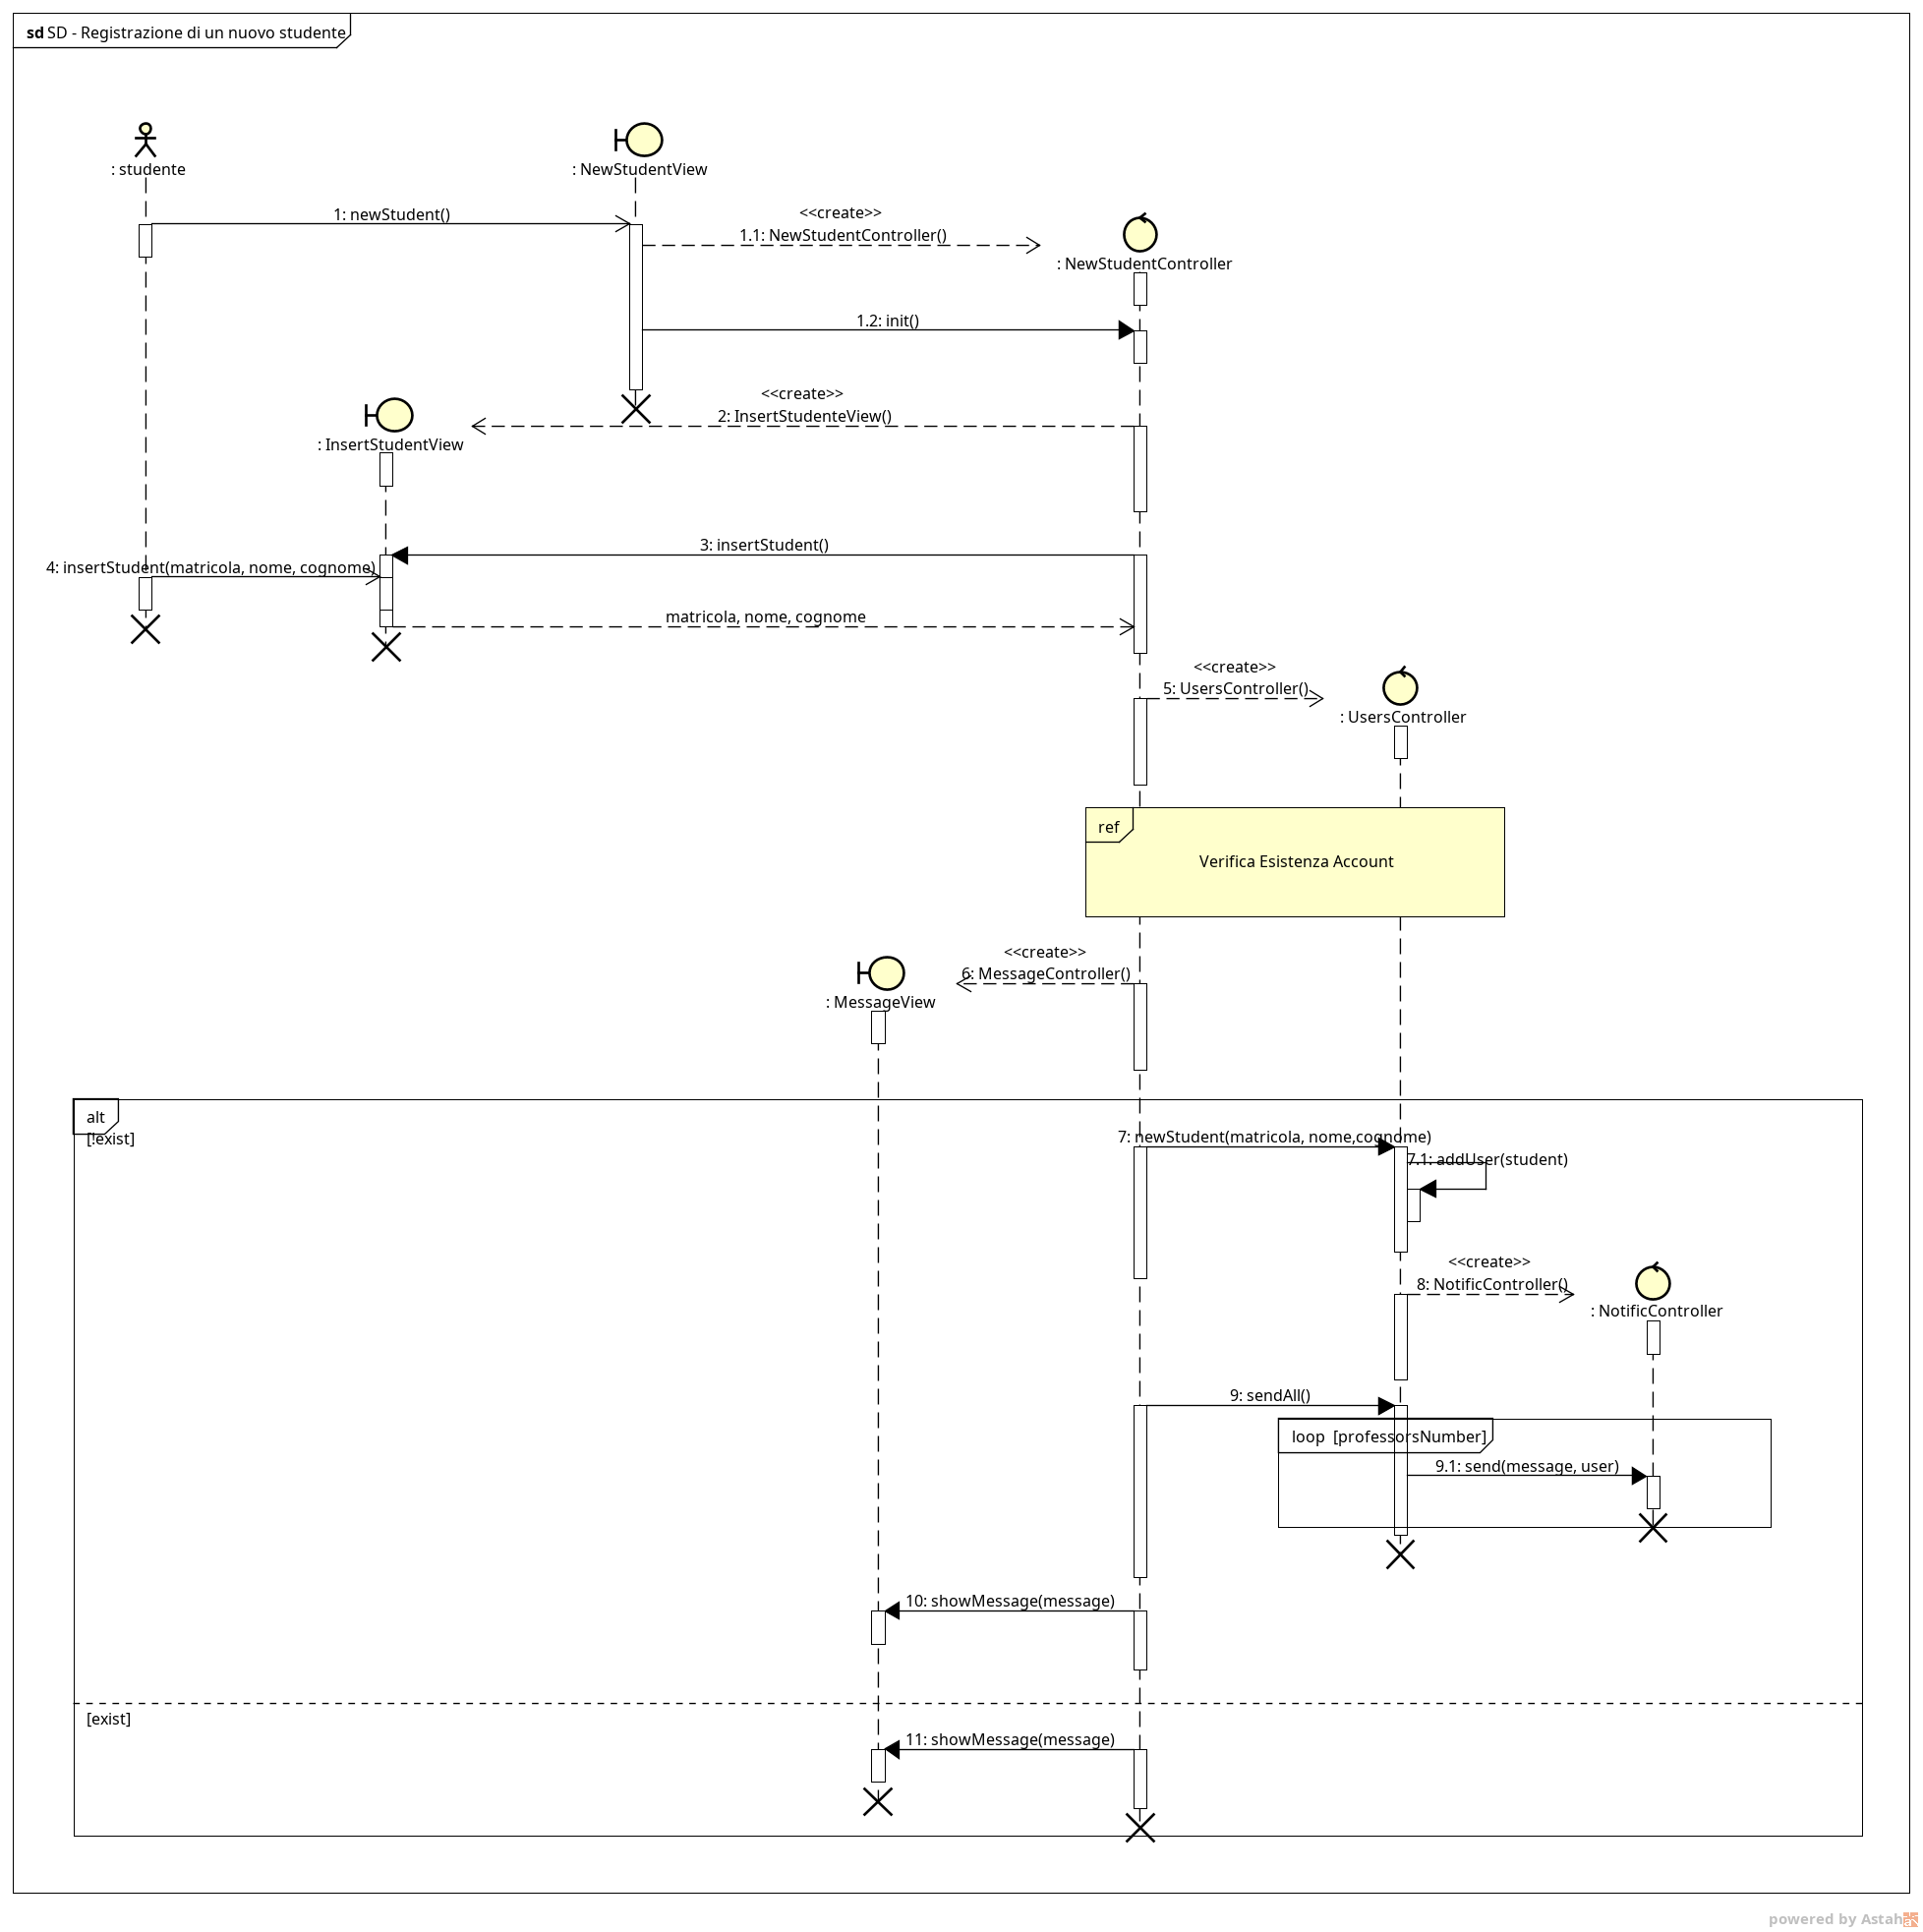 sd SD - Registrazione di un nuovo studente
: studente
: NewStudentView
1: newStudent()
<<create>>
1.1: NewStudentController()
: NewStudentController
1.2: init()
<<create>>
2: InsertStudenteView()
: InsertStudentView
3: insertStudent()
4: insertStudent(matricola, nome, cognome)
matricola, nome, cognome
<<create>>
5: UsersController()
: UsersController
ref
Verifica Esistenza Account
<<create>>
6: MessageController()
: MessageView
alt
[!exist]
7: newStudent(matricola, nome,cognome)
7.1: addUser(student)
<<create>>
8: NotificController()
: NotificController
9: sendAll()
loop [professorsNumber]
9.1: send(message, user)
10: showMessage(message)
[exist]
11: showMessage(message)
powered by Astah